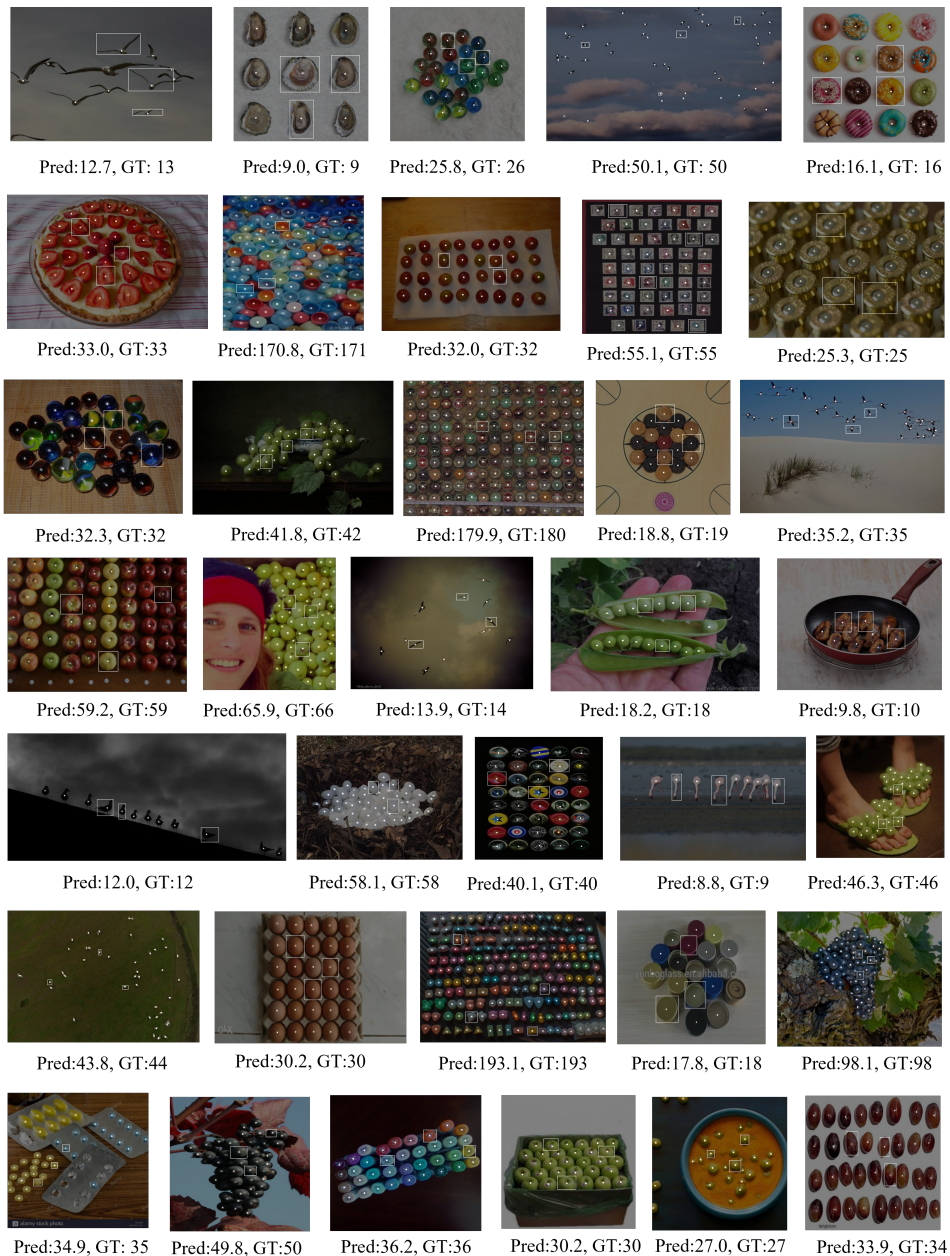 Pred:12.7, GT: 13
Pred:9.0, GT: 9
Pred:25.8, GT: 26
Pred:50.1, GT: 50
Pred:16.1, GT: 16
Pred:33.0, GT:33
Pred:170.8, GT:171
Pred:32.0, GT:32
Pred:55.1, GT:55
Pred:25.3, GT:25
Pred:32.3, GT:32
Pred:41.8, GT:42
Pred:179.9, GT:180
Pred:18.8, GT:19
Pred:35.2, GT:35
Pred:59.2, GT:59
Pred:65.9, GT:66
Pred:13.9, GT:14
Pred:18.2, GT:18
Pred:9.8, GT:10
Pred:12.0, GT:12
Pred:58.1, GT:58
Pred:40.1, GT:40
Pred:8.8, GT:9
Pred:46.3, GT:46
Pred:43.8, GT:44
Pred:30.2, GT:30
Pred:193.1, GT:193
Pred:17.8, GT:18
Pred:98.1, GT:98
alamy stock photo
Pred:34.9, GT: 35
Pred:49.8, GT:50
Pred:36.2, GT:36
Pred:30.2, GT:30
Pred:27.0, GT:27
Pred:33.9, GT:34